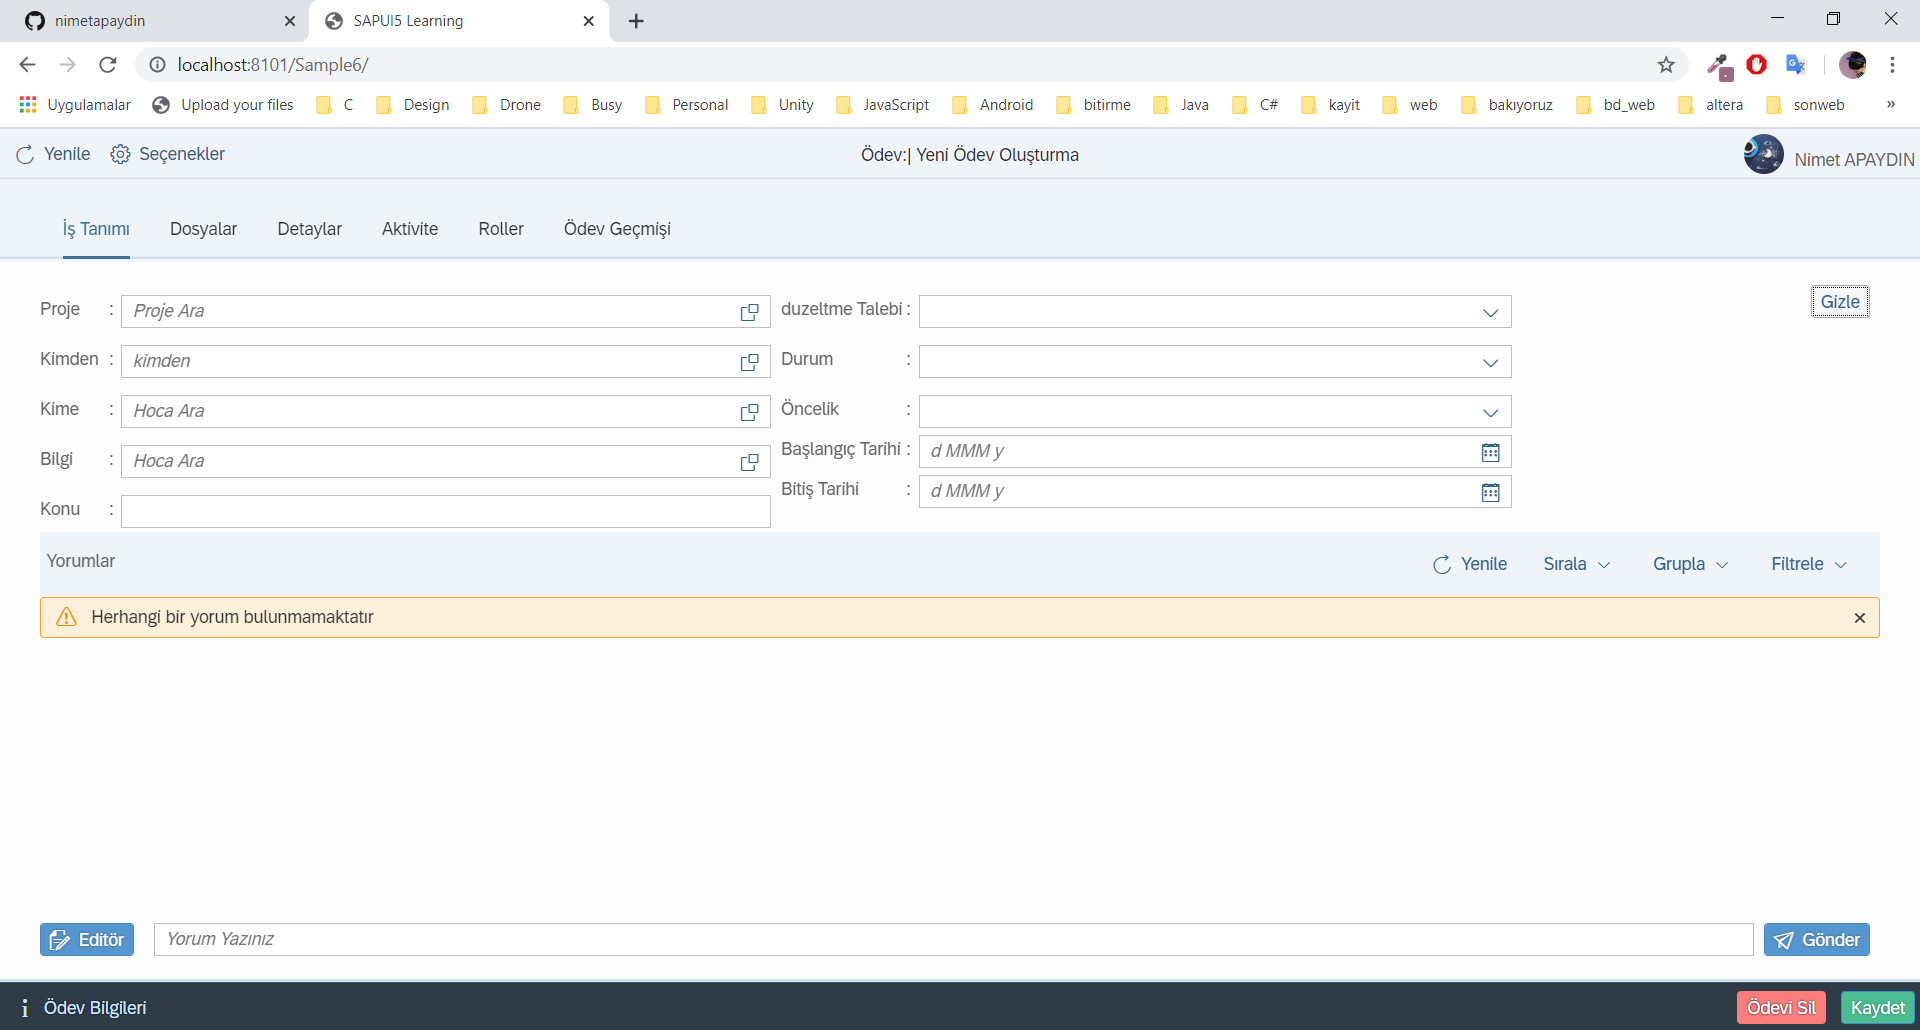 nimetapaydin
SAPUI5 Learning
localhost:8101/Sample6/
Uygulamalar Upload your files C Design Drone Busy Personal Unity JavaScript Android bitirme Java C# kayit web bakıyoruz bd_web altera sonweb »
Yenile Seçenekler Ödev:| Yeni Ödev Oluşturma Nimet APAYDIN
İş Tanımı Dosyalar Detaylar Aktivite Roller Ödev Geçmişi
Proje : Proje Ara duzeltme Talebi : Gizle
Kimden : kimden Durum :
Kime : Hoca Ara Öncelik :
Bilgi : Hoca Ara Başlangıç Tarihi : d MMM y
Konu : Bitiş Tarihi : d MMM y
Yorumlar Yenile Sırala Grupla Filtrele
Herhangi bir yorum bulunmamaktatır
Editör Yorum Yazınız Gönder
Ödev Bilgileri Ödevi Sil Kaydet